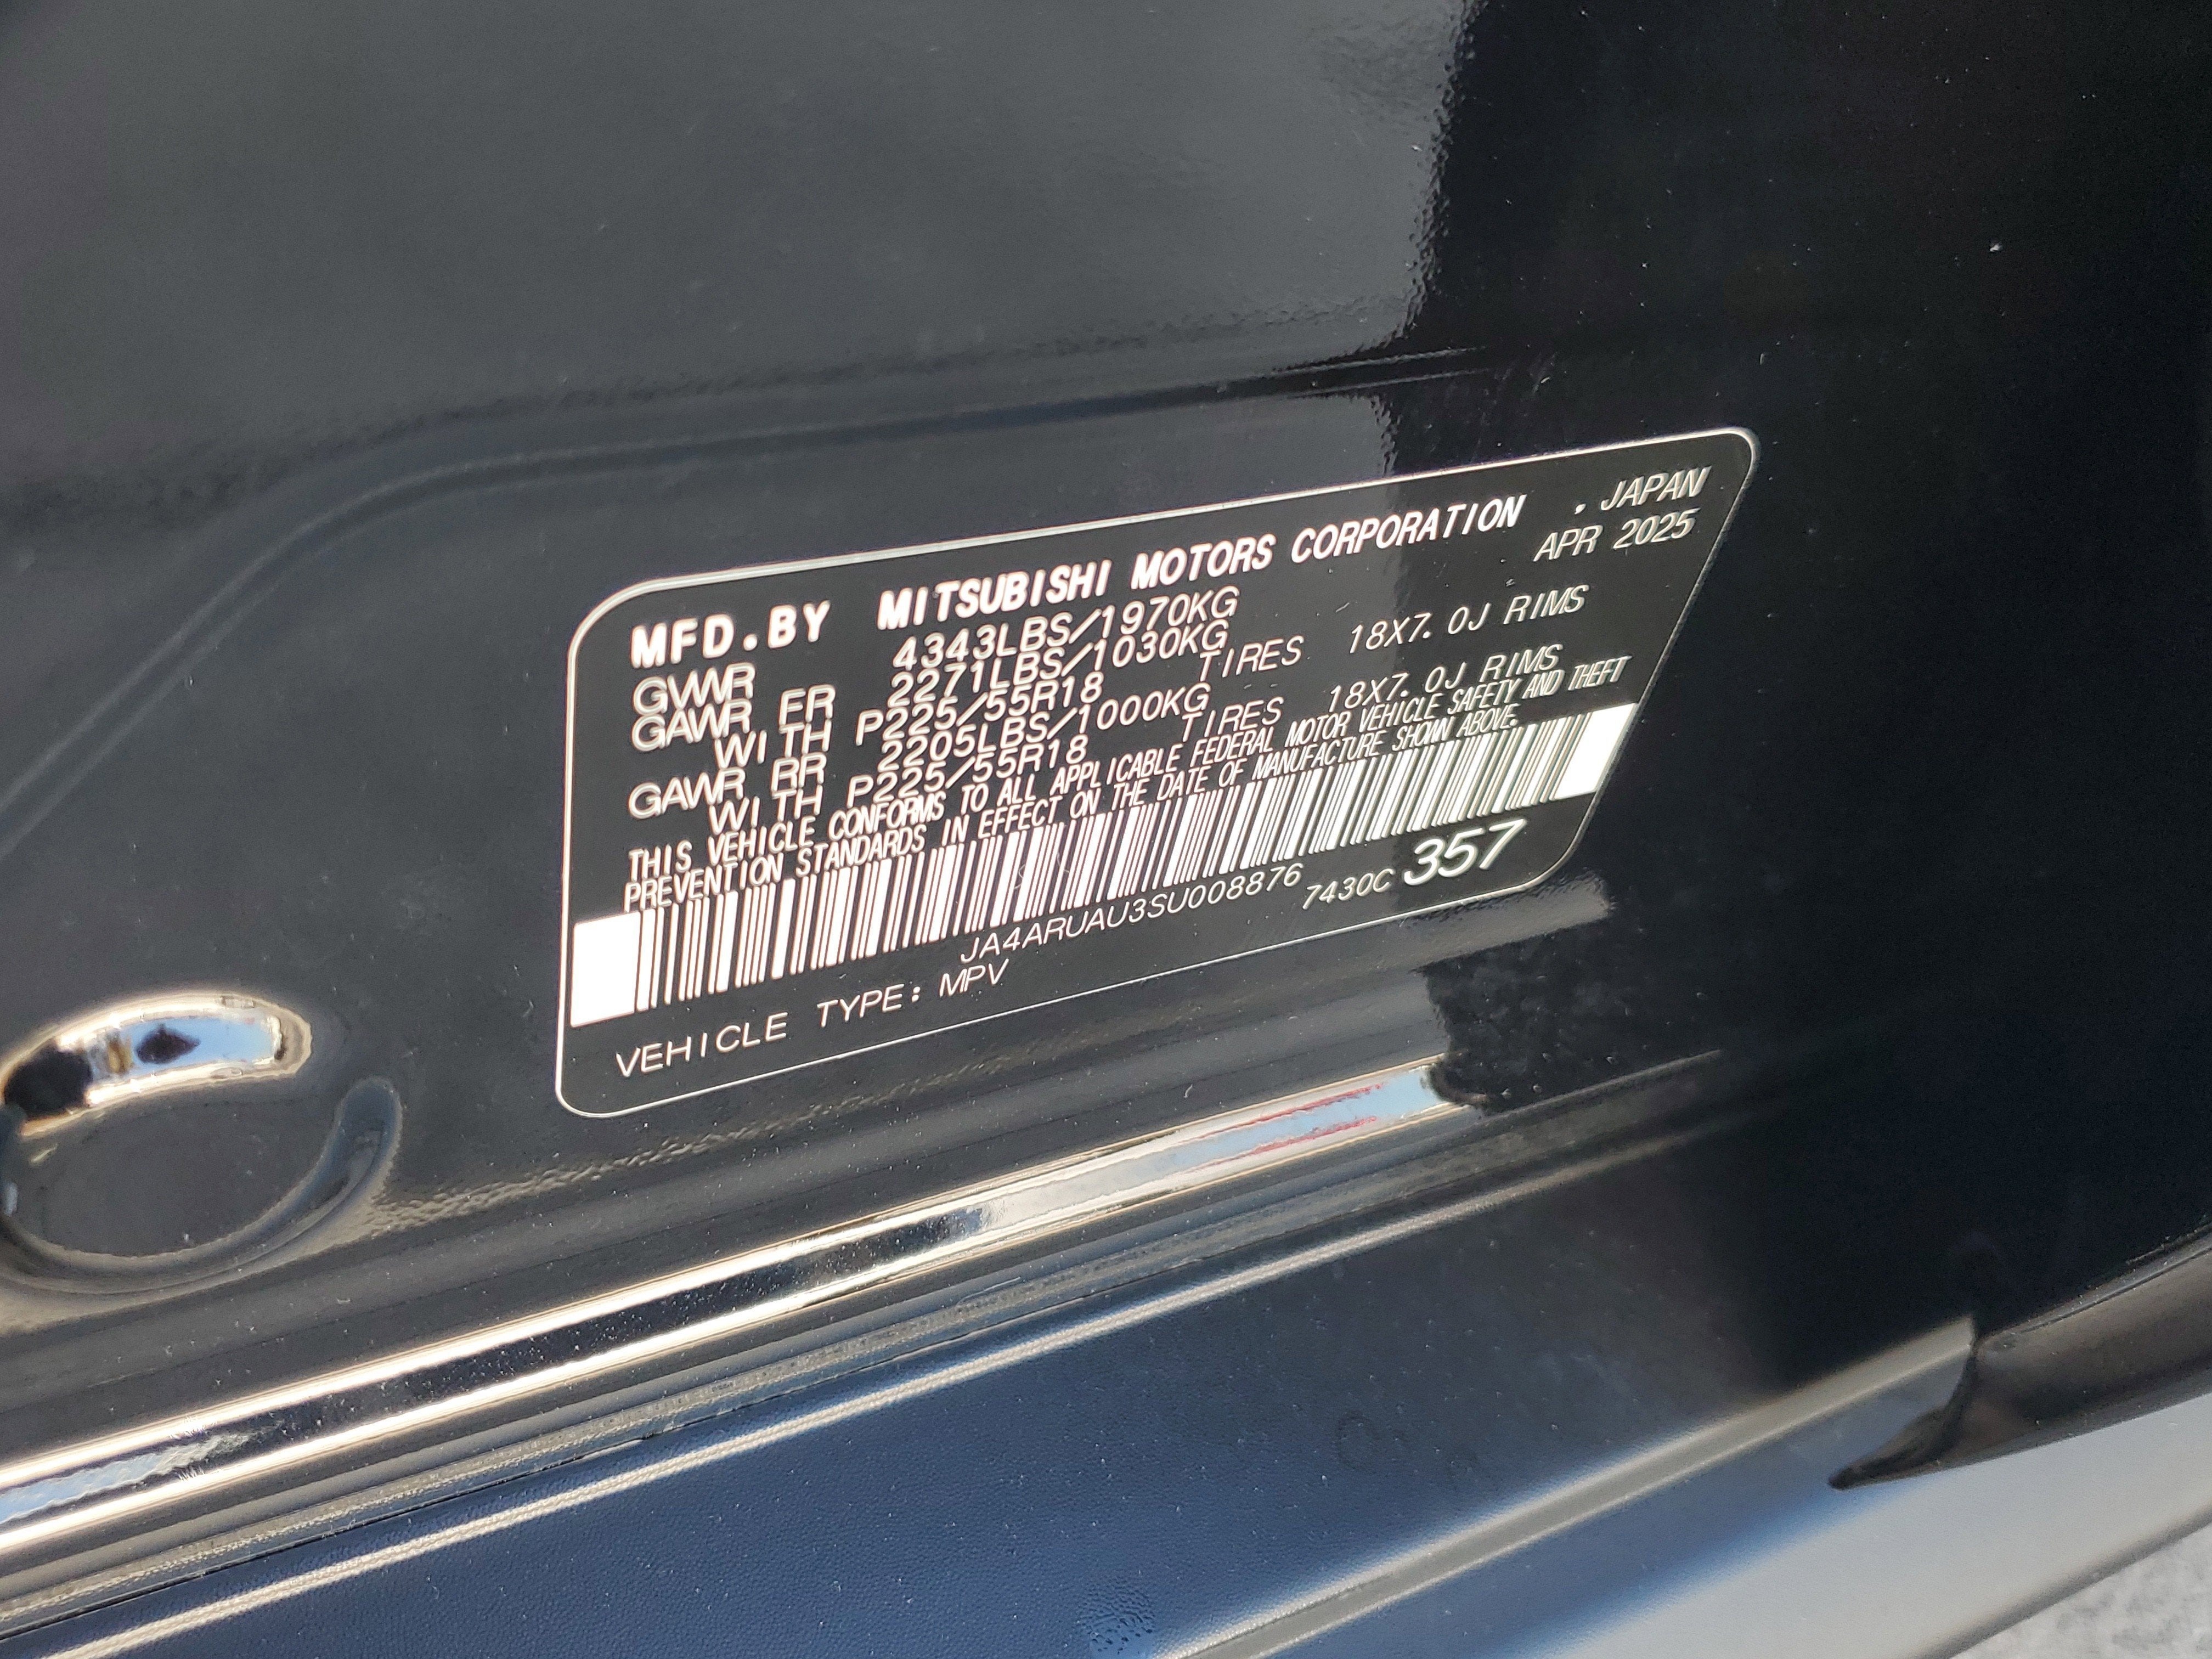 MFD.BY MITSUBISHI MOTORS CORPORATION , JAPAN
GVWR 4343LBS/1970KG APR 2025
GAWR FR 2271LBS/1030KG
WITH P225/55R18 TIRES 18X7.0J RIMS
GAWR RR 2205LBS/1000KG
WITH P225/55R18 TIRES 18X7.0J RIMS
THIS VEHICLE CONFORMS TO ALL APPLICABLE FEDERAL MOTOR VEHICLE SAFETY AND THEFT
PREVENTION STANDARDS IN EFFECT ON THE DATE OF MANUFACTURE SHOWN ABOVE.
JA4ARUAU3SU008876 7430C 357
VEHICLE TYPE: MPV